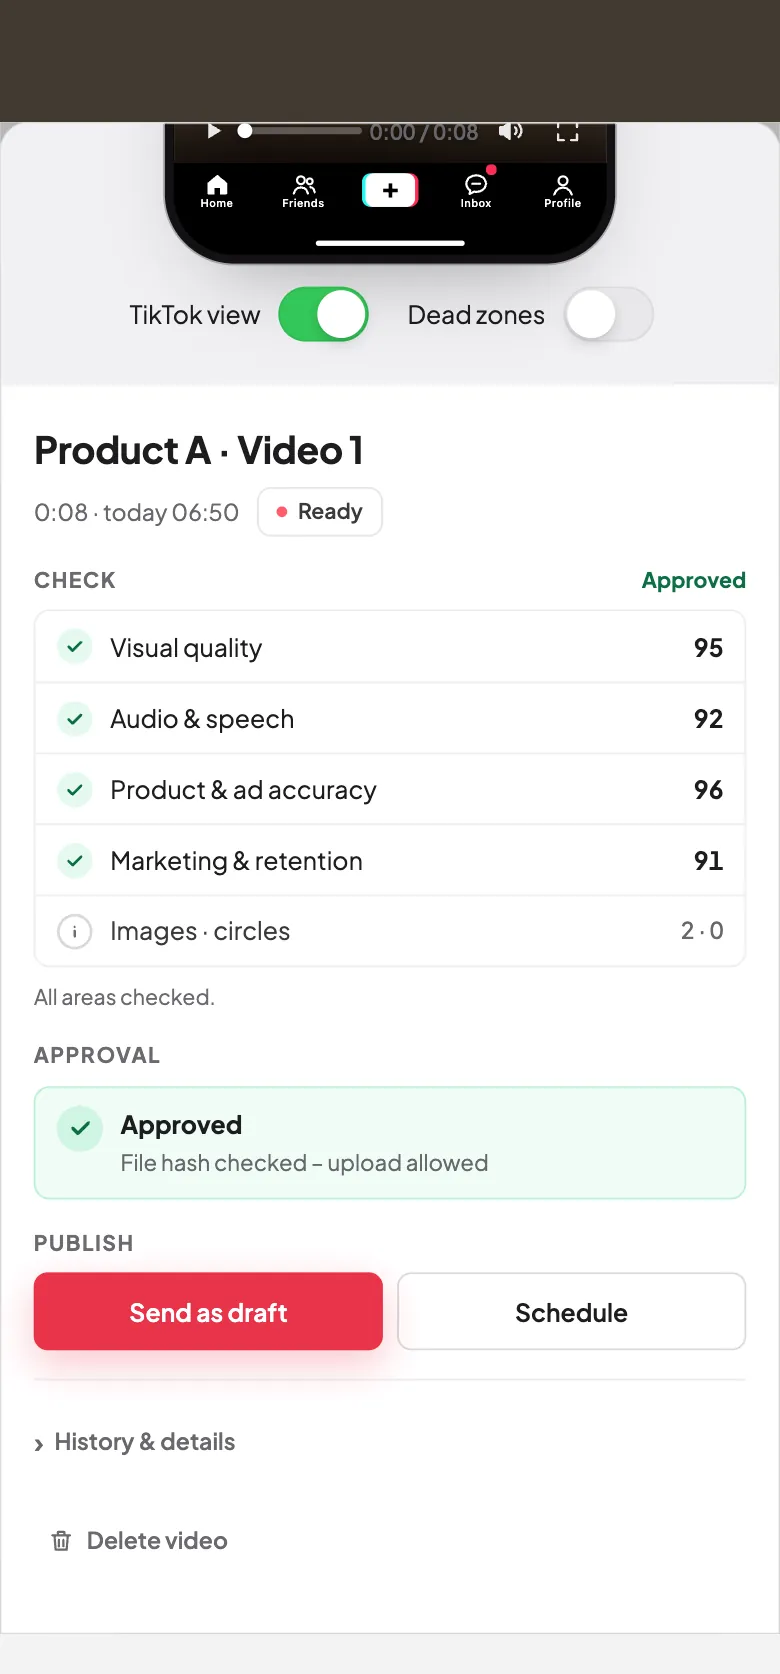 0:00 / 0:08
Home Friends Inbox Profile
TikTok view Dead zones
Product A · Video 1
0:08 · today 06:50 Ready
CHECK Approved
Visual quality 95
Audio & speech 92
Product & ad accuracy 96
Marketing & retention 91
Images · circles 2 · 0
All areas checked.
APPROVAL
Approved
File hash checked – upload allowed
PUBLISH
Send as draft Schedule
› History & details
Delete video